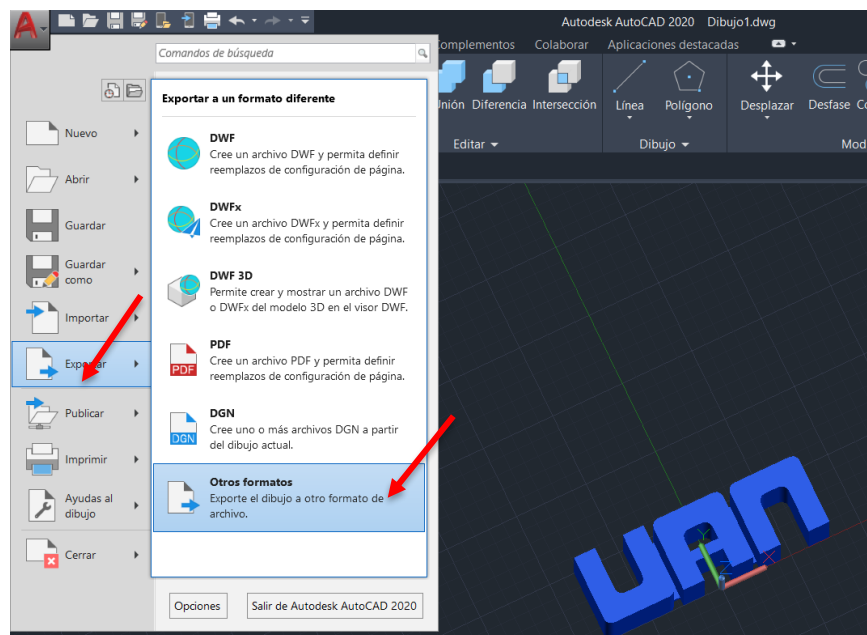 Autodesk AutoCAD 2020 Dibujo1.dwg
Comandos de búsqueda
Complementos Colaborar Aplicaciones destacadas
Exportar a un formato diferente
Nuevo
Abrir
Guardar
Guardar
como
Importar
Exportar
Publicar
Imprimir
Ayudas al
dibujo
Cerrar
DWF
Cree un archivo DWF y permita definir
reemplazos de configuración de página.
DWFx
Cree un archivo DWFx y permita definir
reemplazos de configuración de página.
DWF 3D
Permite crear y mostrar un archivo DWF
o DWFx del modelo 3D en el visor DWF.
PDF
PDF
Cree un archivo PDF y permita definir
reemplazos de configuración de página.
DGN
DGN
Cree uno o más archivos DGN a partir
del dibujo actual.
Otros formatos
Exporte el dibujo a otro formato de
archivo.
Opciones
Salir de Autodesk AutoCAD 2020
Unión Diferencia Intersección Línea Polígono Desplazar Desfase
Editar Dibujo Mod
UAN
Y X Z